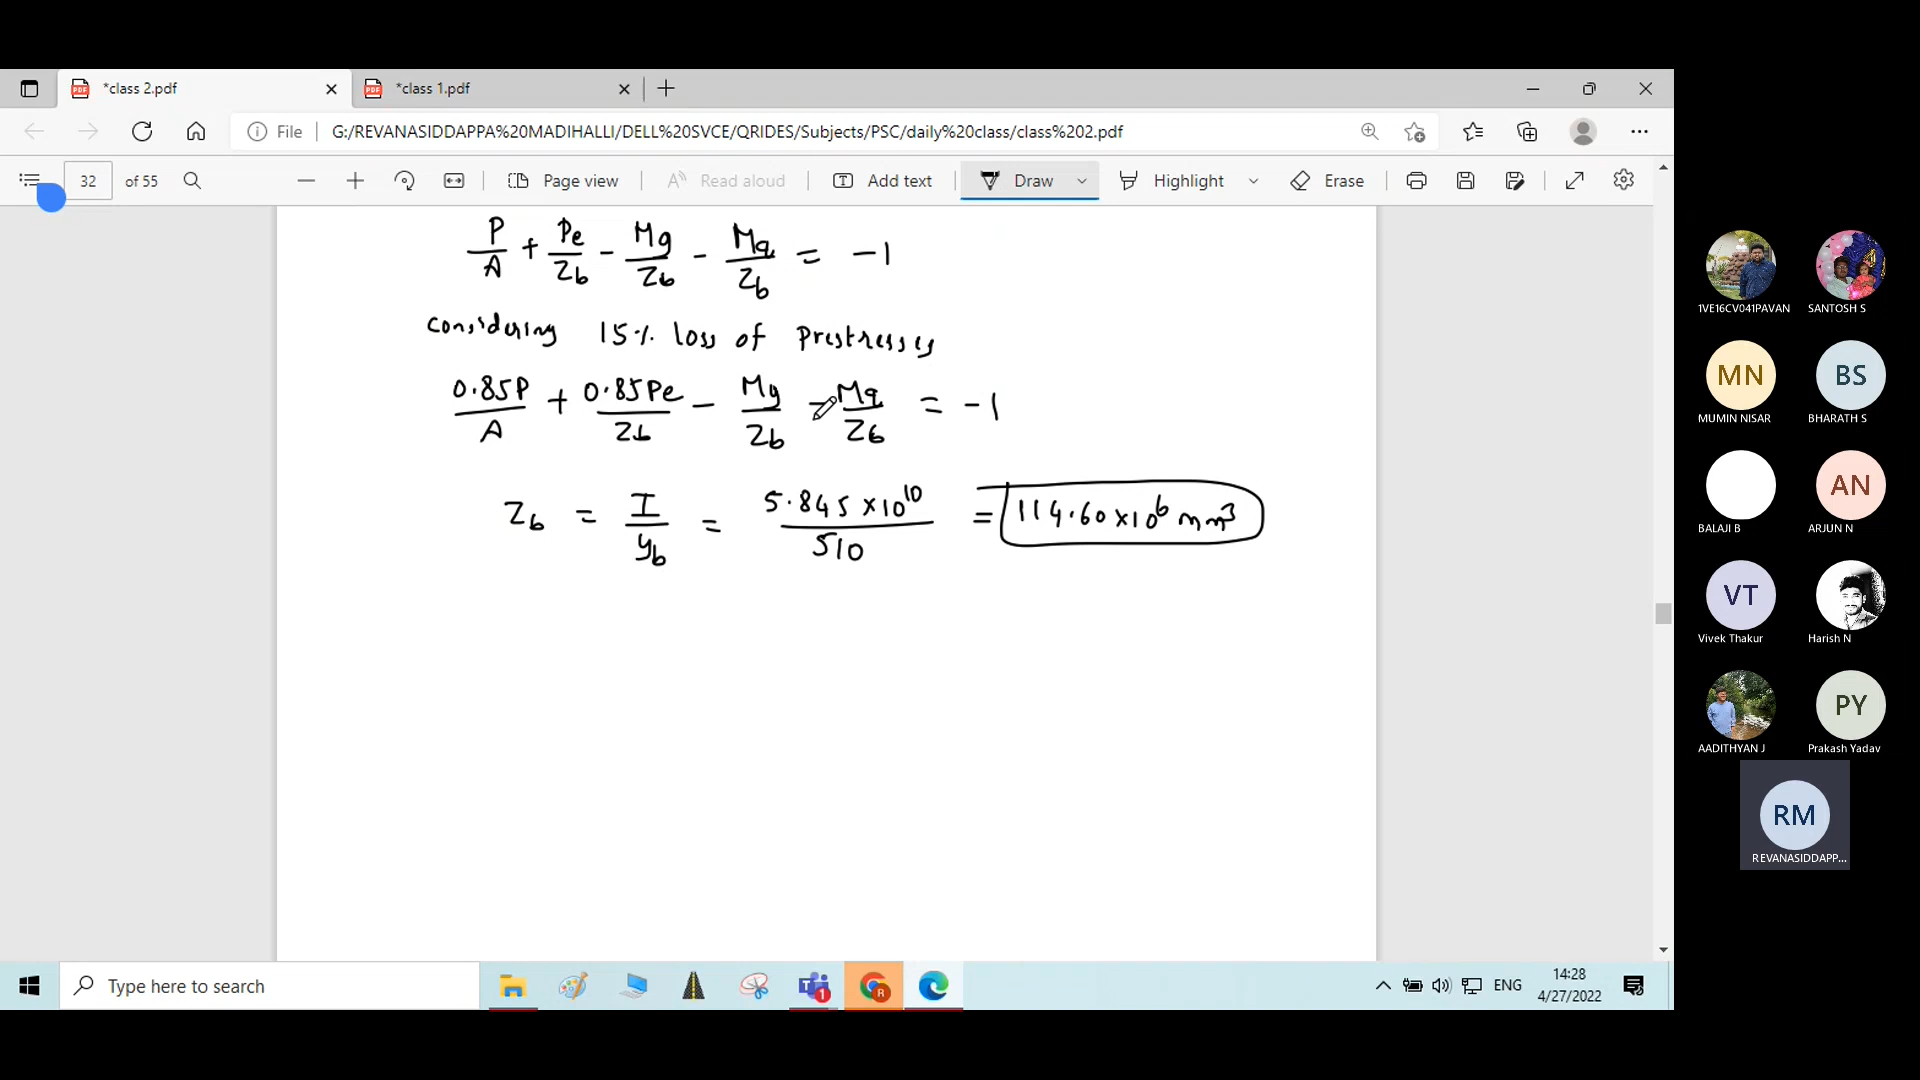 *class 2.pdf
*class 1.pdf
File | G:/REVANASIDDAPPA%20MADIHALLI/DELL%20SVCE/QRIDES/Subjects/PSC/daily%20class/class%202.pdf
32 of 55
Page view
Read aloud
Add text
Draw
Highlight
Erase
P/A + Pe/Zb - Mg/Zb - Mq/Zb = -1
Considering 15% loss of Prestresses
0.85P/A + 0.85Pe/Zb - Mg/Zb - Mq/Zb = -1
Zb = I/yb = 5.845 x 10^10/510 = 114.60 x 10^6 mm³
1VE16CV041PAVAN
SANTOSH S
MN
BS
MUMIN NISAR
BHARATH S
AN
BALAJI B
ARJUN N
VT
Vivek Thakur
Harish N
PY
AADITHYAN J
Prakash Yadav
RM
REVANASIDDAPP...
Type here to search
1
R
ENG
14:28
4/27/2022